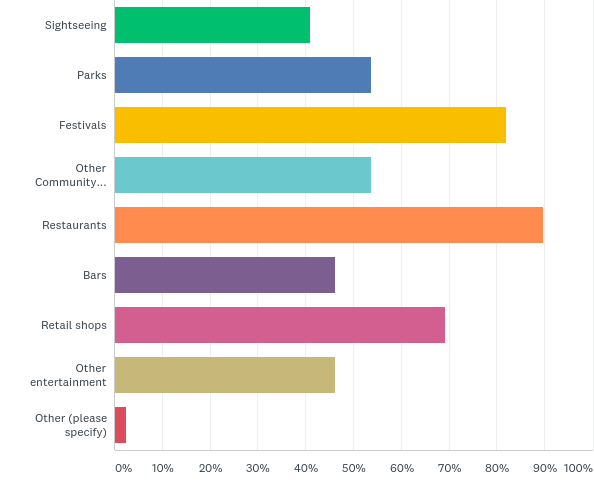 Sightseeing
Parks
Festivals
Other
Community...
Restaurants
Bars
Retail shops
Other
entertainment
Other (please
specify)
0% 10% 20% 30% 40% 50% 60% 70% 80% 90% 100%